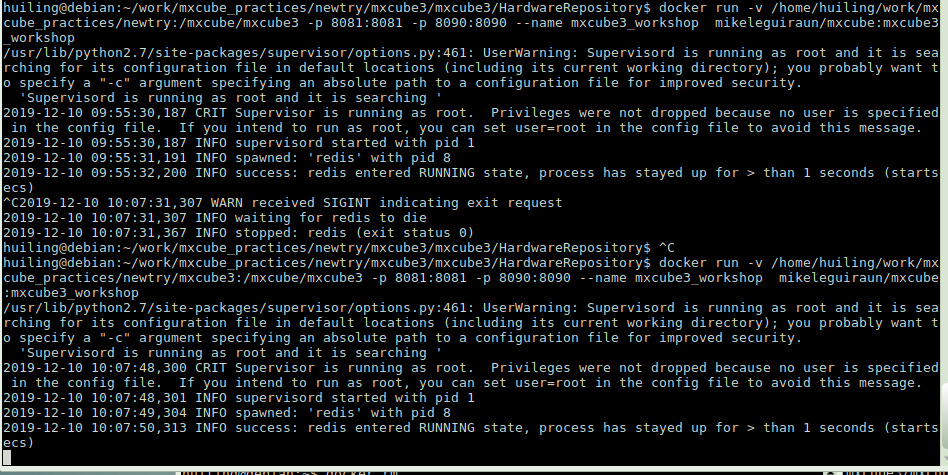 huiling@debian:~/work/mxcube_practices/newtry/mxcube3/mxcube3/HardwareRepository$ docker run -v /home/huiling/work/mx
cube_practices/newtry:/mxcube/mxcube3 -p 8081:8081 -p 8090:8090 --name mxcube3_workshop  mikeleguiraun/mxcube:mxcube3
_workshop
/usr/lib/python2.7/site-packages/supervisor/options.py:461: UserWarning: Supervisord is running as root and it is sea
rching for its configuration file in default locations (including its current working directory); you probably want t
o specify a "-c" argument specifying an absolute path to a configuration file for improved security.
  'Supervisord is running as root and it is searching '
2019-12-10 09:55:30,187 CRIT Supervisor is running as root.  Privileges were not dropped because no user is specified
 in the config file.  If you intend to run as root, you can set user=root in the config file to avoid this message.
2019-12-10 09:55:30,187 INFO supervisord started with pid 1
2019-12-10 09:55:31,191 INFO spawned: 'redis' with pid 8
2019-12-10 09:55:32,200 INFO success: redis entered RUNNING state, process has stayed up for > than 1 seconds (starts
ecs)
^C2019-12-10 10:07:31,307 WARN received SIGINT indicating exit request
2019-12-10 10:07:31,307 INFO waiting for redis to die
2019-12-10 10:07:31,367 INFO stopped: redis (exit status 0)
huiling@debian:~/work/mxcube_practices/newtry/mxcube3/mxcube3/HardwareRepository$ ^C
huiling@debian:~/work/mxcube_practices/newtry/mxcube3/mxcube3/HardwareRepository$ docker run -v /home/huiling/work/mx
cube_practices/newtry/mxcube3:/mxcube/mxcube3 -p 8081:8081 -p 8090:8090 --name mxcube3_workshop  mikeleguiraun/mxcube
:mxcube3_workshop
/usr/lib/python2.7/site-packages/supervisor/options.py:461: UserWarning: Supervisord is running as root and it is sea
rching for its configuration file in default locations (including its current working directory); you probably want t
o specify a "-c" argument specifying an absolute path to a configuration file for improved security.
  'Supervisord is running as root and it is searching '
2019-12-10 10:07:48,300 CRIT Supervisor is running as root.  Privileges were not dropped because no user is specified
 in the config file.  If you intend to run as root, you can set user=root in the config file to avoid this message.
2019-12-10 10:07:48,301 INFO supervisord started with pid 1
2019-12-10 10:07:49,304 INFO spawned: 'redis' with pid 8
2019-12-10 10:07:50,313 INFO success: redis entered RUNNING state, process has stayed up for > than 1 seconds (starts
ecs)